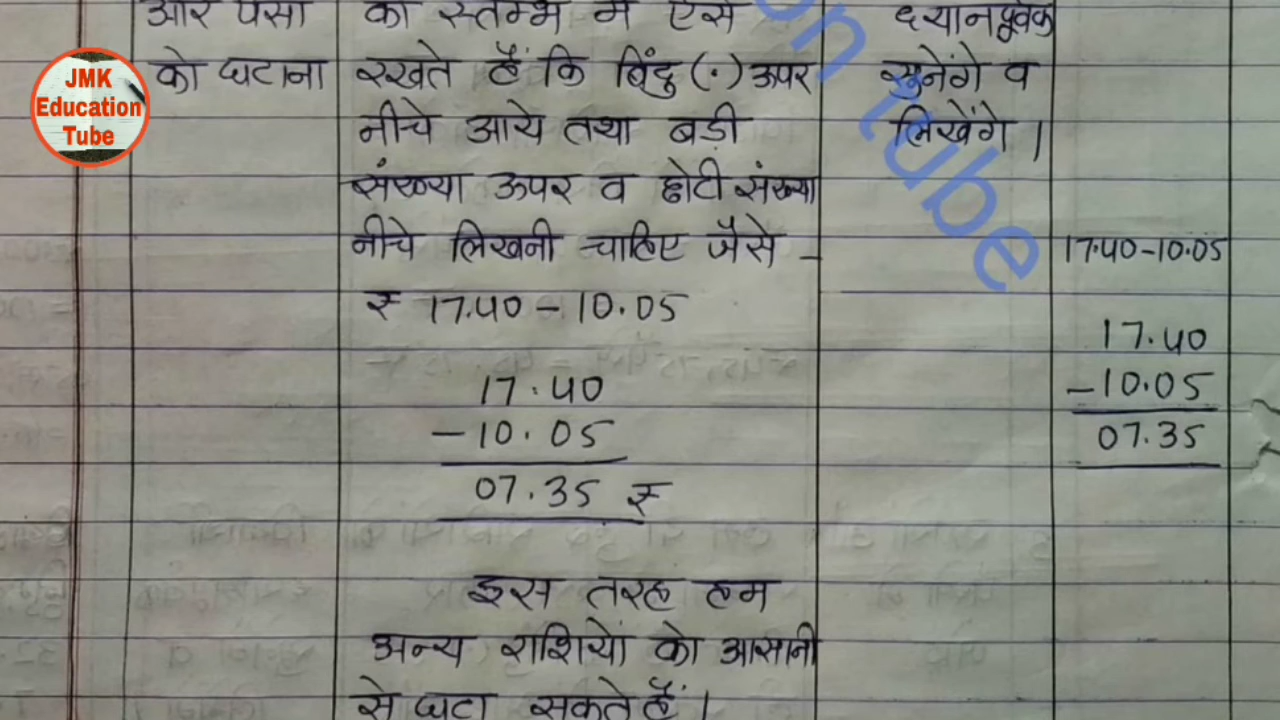 और पैसों
को घटाना
को स्तम्भ में ऐसे
रखते हैं कि बिंदु (·) ऊपर
नीचे आये तथा बड़ी
संख्या ऊपर व छोटी संख्या
नीचे लिखनी चाहिए जैसे –
₹ 17.40 – 10.05
17.40
– 10.05
07.35 ₹
इस तरह हम
अन्य राशियों को आसानी
से घटा सकते हैं।
ध्यानपूर्वक
सुनेंगे व
लिखेंगे।
17.40 – 10.05
17.40
– 10.05
07.35
JMK
Education
Tube
on tube